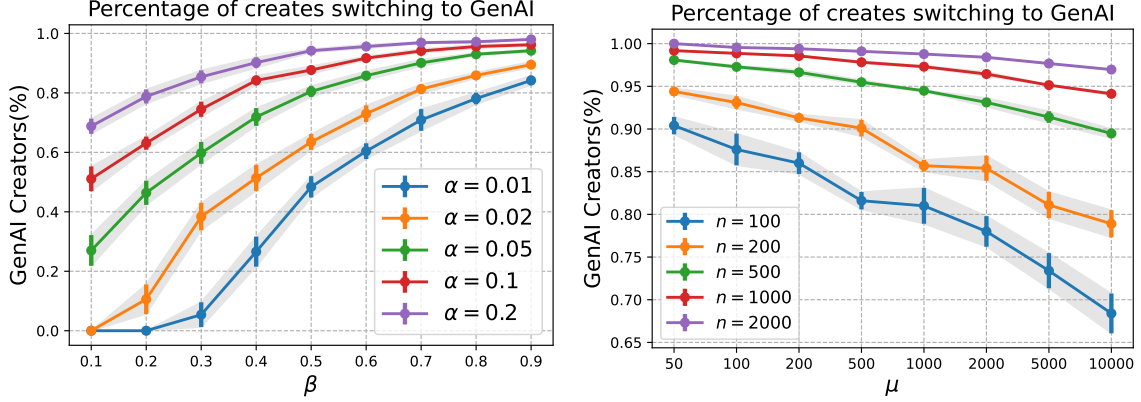 Percentage of creates switching to GenAI
GenAI Creators(%)
1.0
0.8
0.6
0.4
0.2
0.0
0.1 0.2 0.3 0.4 0.5 0.6 0.7 0.8 0.9
β
α = 0.01
α = 0.02
α = 0.05
α = 0.1
α = 0.2
Percentage of creates switching to GenAI
GenAI Creators(%)
1.00
0.95
0.90
0.85
0.80
0.75
0.70
0.65
50 100 200 500 1000 2000 5000 10000
μ
n = 100
n = 200
n = 500
n = 1000
n = 2000